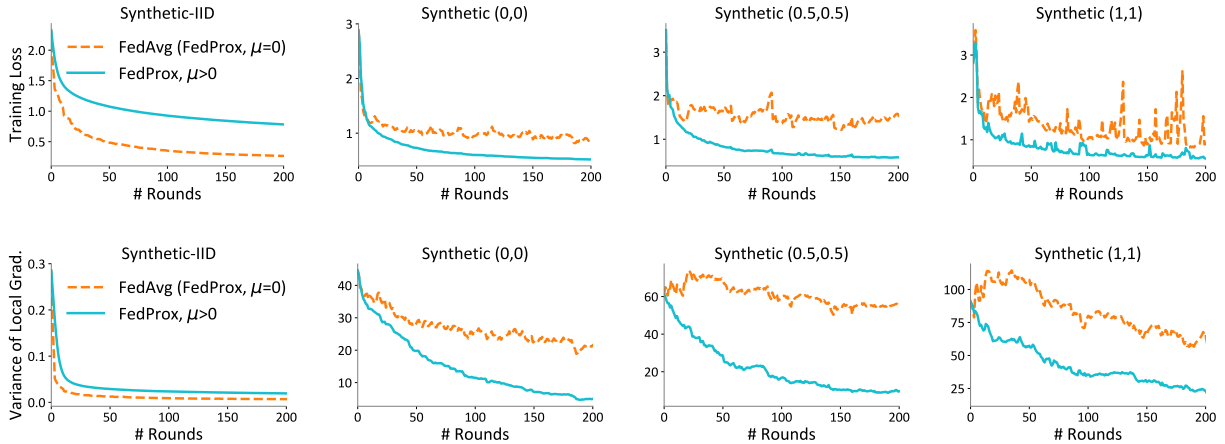 Synthetic-IID
Synthetic (0,0)
Synthetic (0.5,0.5)
Synthetic (1,1)
Training Loss
2.0
1.5
1.0
0.5
FedAvg (FedProx, μ=0)
FedProx, μ>0
0 50 100 150 200
# Rounds
3
2
1
0 50 100 150 200
# Rounds
3
2
1
0 50 100 150 200
# Rounds
3
2
1
0 50 100 150 200
# Rounds
Synthetic-IID
Synthetic (0,0)
Synthetic (0.5,0.5)
Synthetic (1,1)
Variance of Local Grad.
0.3
0.2
0.1
0.0
FedAvg (FedProx, μ=0)
FedProx, μ>0
0 50 100 150 200
# Rounds
40
30
20
10
0 50 100 150 200
# Rounds
60
40
20
0 50 100 150 200
# Rounds
100
75
50
25
0 50 100 150 200
# Rounds